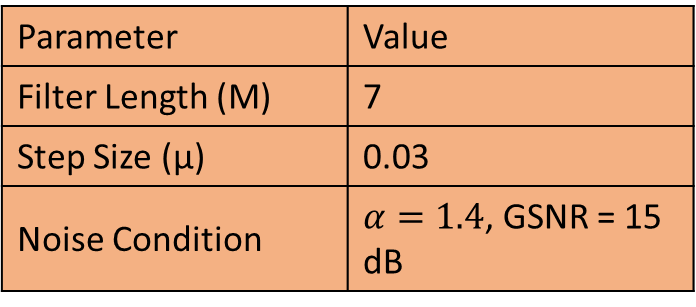 Parameter Value
Filter Length (M) 7
Step Size (μ) 0.03
Noise Condition 𝛼 = 1.4, GSNR = 15
dB